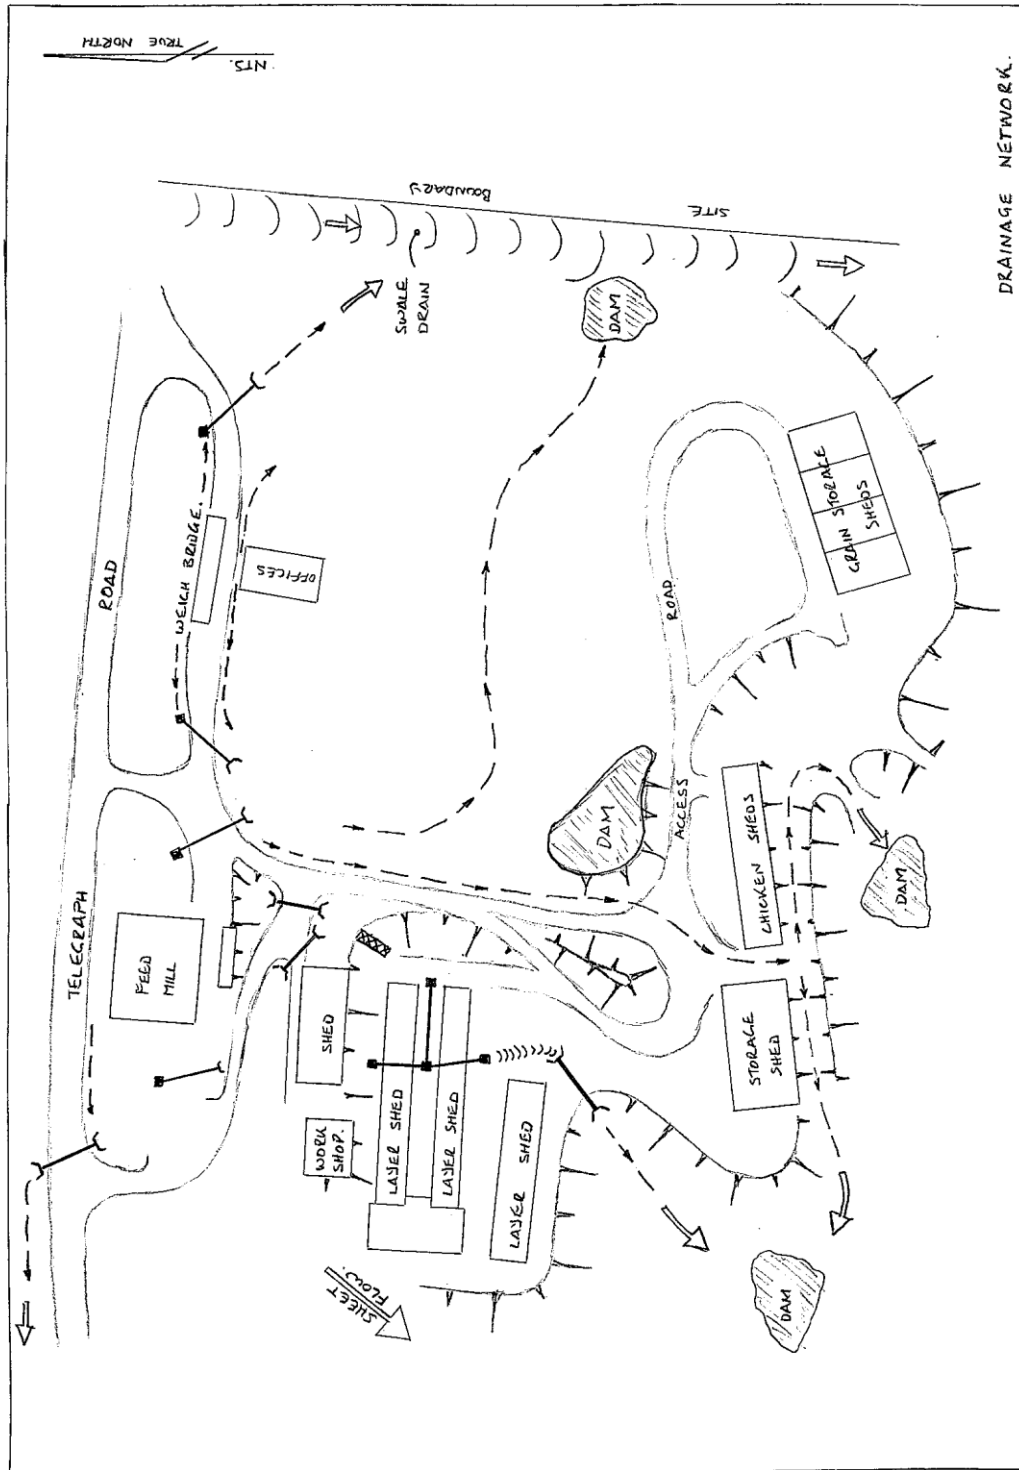 TRUE NORTH
NTS.
DRAINAGE NETWORK.
SITE
BOUNDARY
SWALE
DRAIN
DAM
ROAD
WEIGH BRIDGE.
OFFICES
GRAIN STORAGE
SHEDS
ROAD
ACCESS
DAM
CHICKEN SHEDS
DAM
TELEGRAPH
FEED
MILL
SHED
STORAGE
SHED
WORK
SHOP.
LAYER SHED
LAYER SHED
LAYER SHED
SHEET
FLOW.
DAM